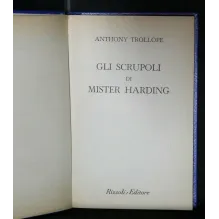 ANTHONY TROLLOPE
GLI SCRUPOLI
DI
MISTER HARDING
Rizzoli • Editore